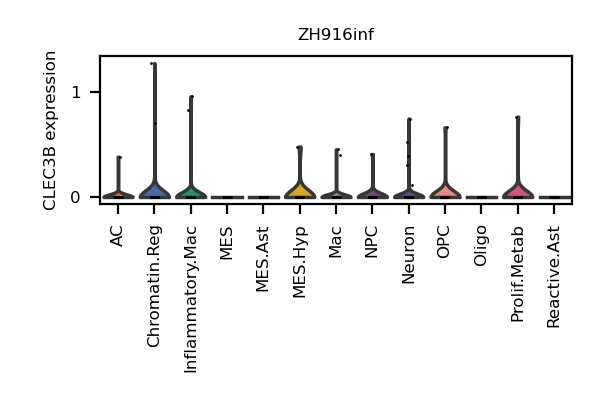 ZH916inf
CLEC3B expression
1
0
AC
Chromatin.Reg
Inflammatory.Mac
MES
MES.Ast
MES.Hyp
Mac
NPC
Neuron
OPC
Oligo
Prolif.Metab
Reactive.Ast